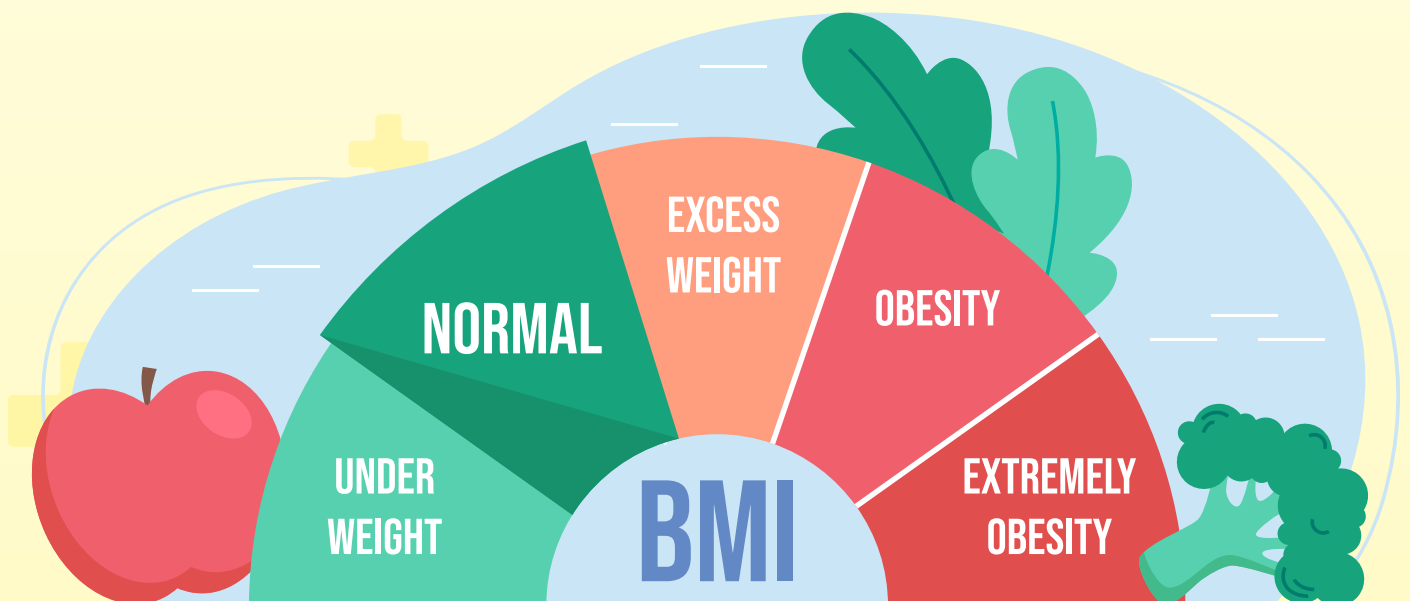 UNDER
WEIGHT
NORMAL
EXCESS
WEIGHT
OBESITY
EXTREMELY
OBESITY
BMI